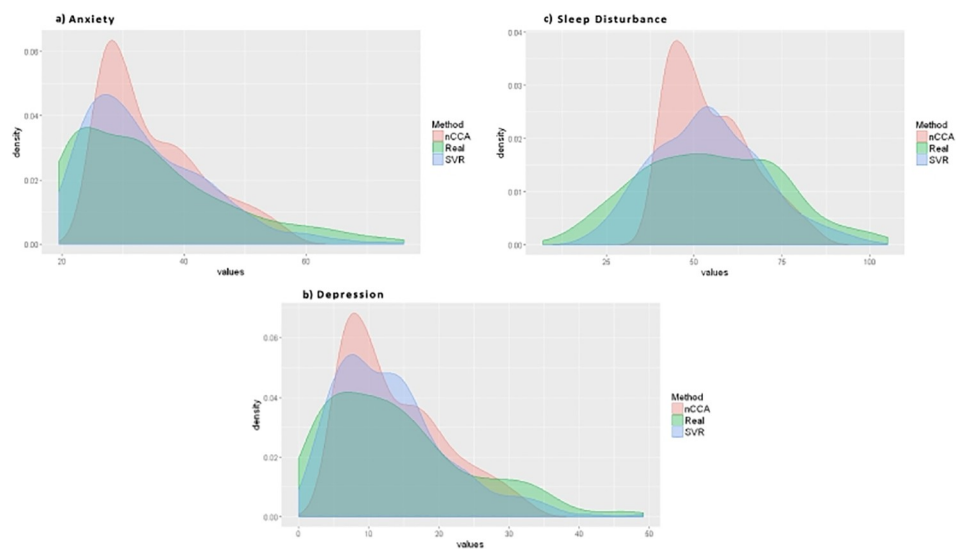 a) Anxiety
density
0.06
0.04
0.02
0.00
20
40
60
values
Method
nCCA
Real
SVR
c) Sleep Disturbance
density
0.04
0.03
0.02
0.01
0.00
25
50
75
100
values
Method
nCCA
Real
SVR
b) Depression
density
0.06
0.04
0.02
0.00
0
10
20
30
40
50
values
Method
nCCA
Real
SVR